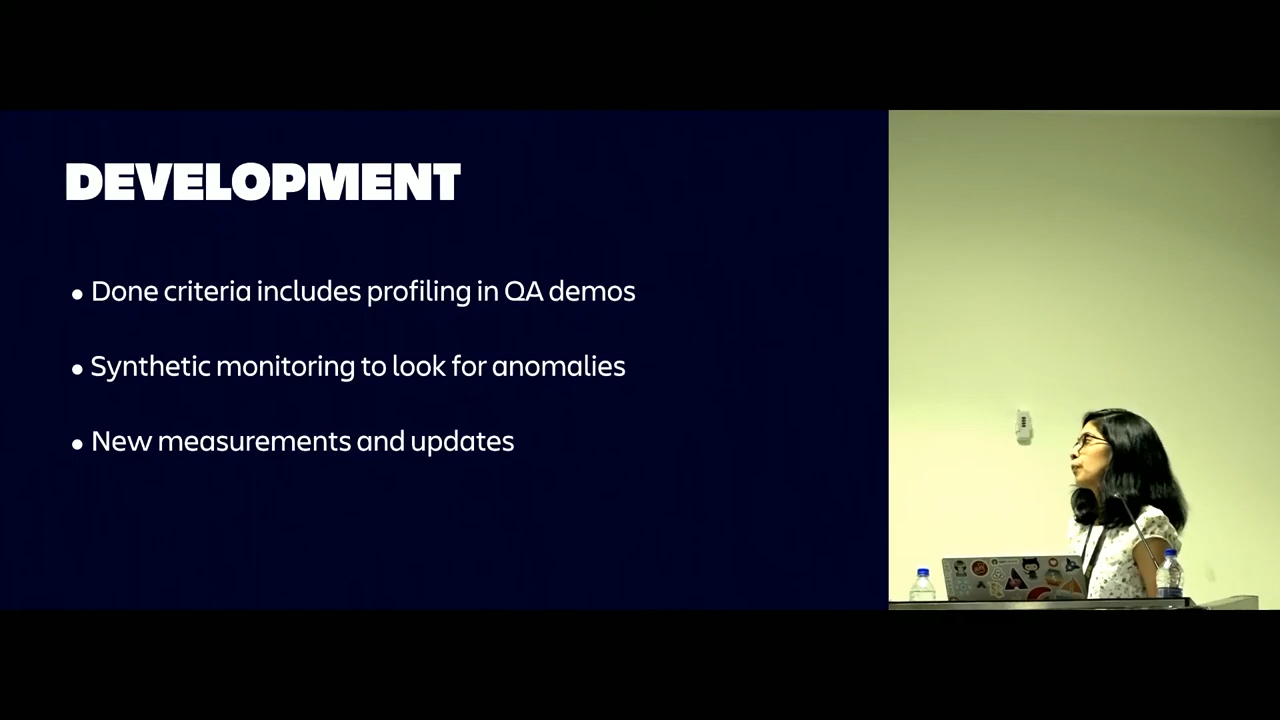 DEVELOPMENT
• Done criteria includes profiling in QA demos
• Synthetic monitoring to look for anomalies
• New measurements and updates